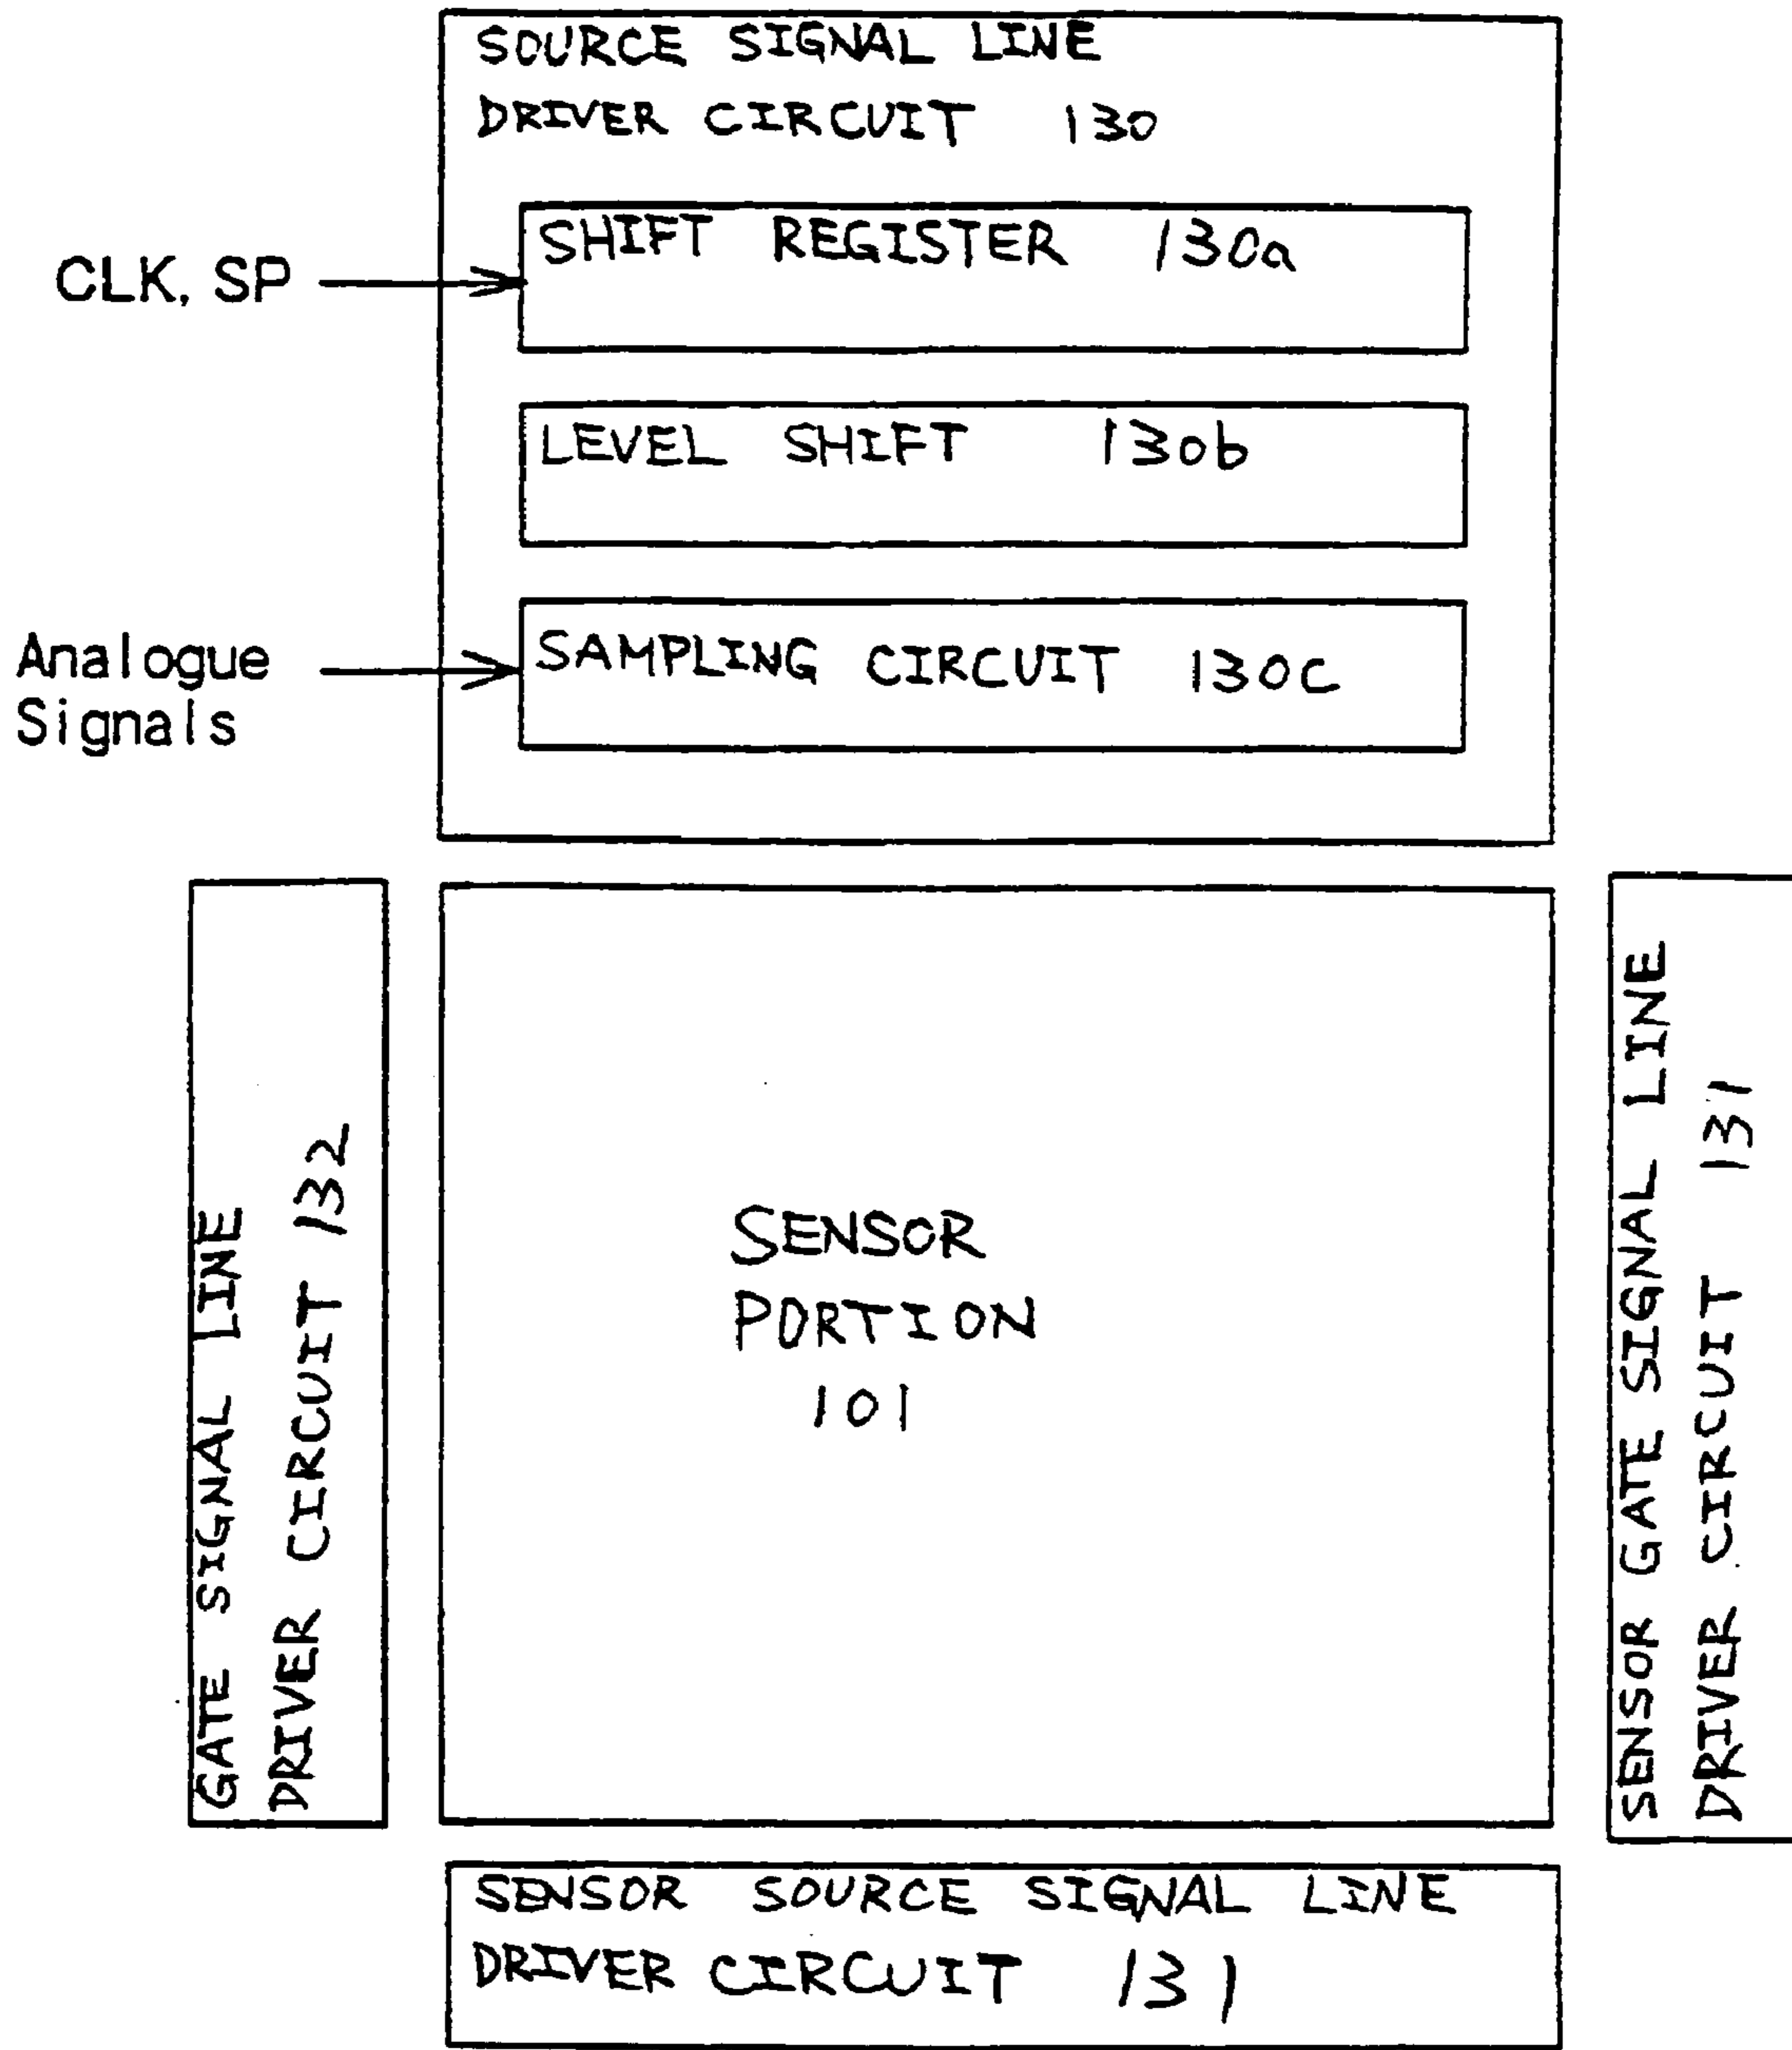 SOURCE SIGNAL LINE
DRIVER CIRCUIT 130
CLK, SP
SHIFT REGISTER 130a
LEVEL SHIFT 130b
Analogue
Signals
SAMPLING CIRCUIT 130c
GATE SIGNAL LINE
DRIVER CIRCUIT 132
SENSOR
PORTION
101
SENSOR GATE SIGNAL LINE
DRIVER CIRCUIT 131
SENSOR SOURCE SIGNAL LINE
DRIVER CIRCUIT 131